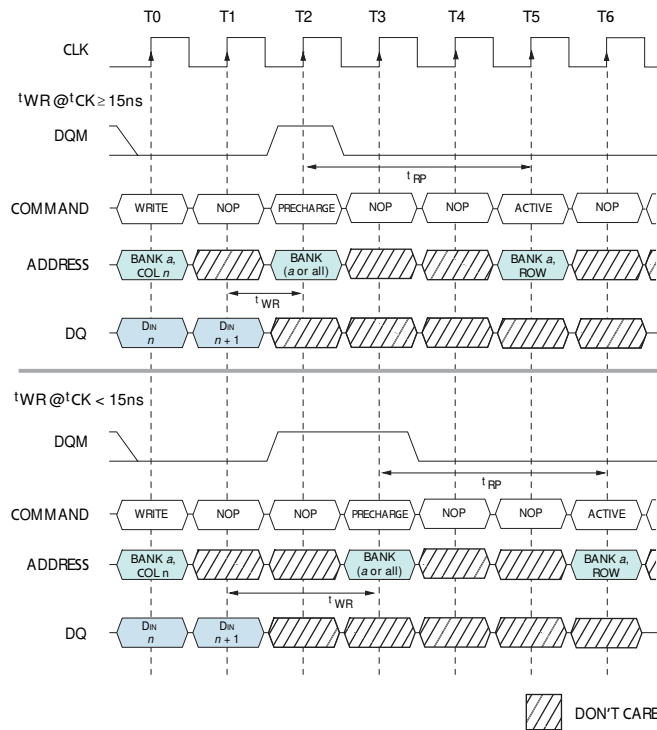 T0 T1 T2 T3 T4 T5 T6
CLK
tWR @tCK ≥ 15ns
DQM
tRP
COMMAND WRITE NOP PRECHARGE NOP NOP ACTIVE NOP
ADDRESS BANK a, COL n BANK (a or all) BANK a, ROW
tWR
DQ DIN n DIN n + 1
tWR @tCK < 15ns
DQM
tRP
COMMAND WRITE NOP NOP PRECHARGE NOP NOP ACTIVE
ADDRESS BANK a, COL n BANK (a or all) BANK a, ROW
tWR
DQ DIN n DIN n + 1
DON'T CARE